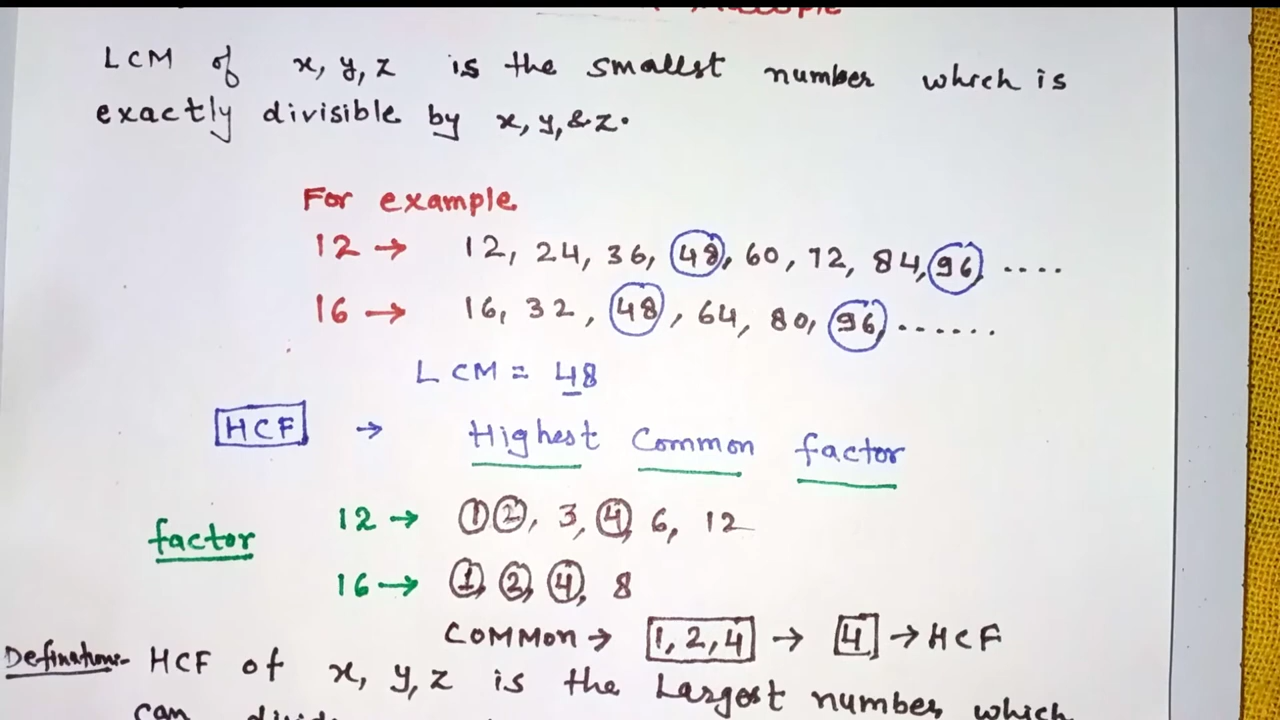 LCM of x, y, z is the smallest number which is
exactly divisible by x, y, & z.
For example
12 → 12, 24, 36, 48, 60, 72, 84, 96, ....
16 → 16, 32, 48, 64, 80, 96, ......
LCM = 48
HCF → Highest Common factor
factor
12 → 1 2, 3, 4, 6, 12
16 → 1, 2, 4, 8
COMMON → 1, 2, 4 → 4 → HCF
HCF of x, y, z is the Largest number which
can